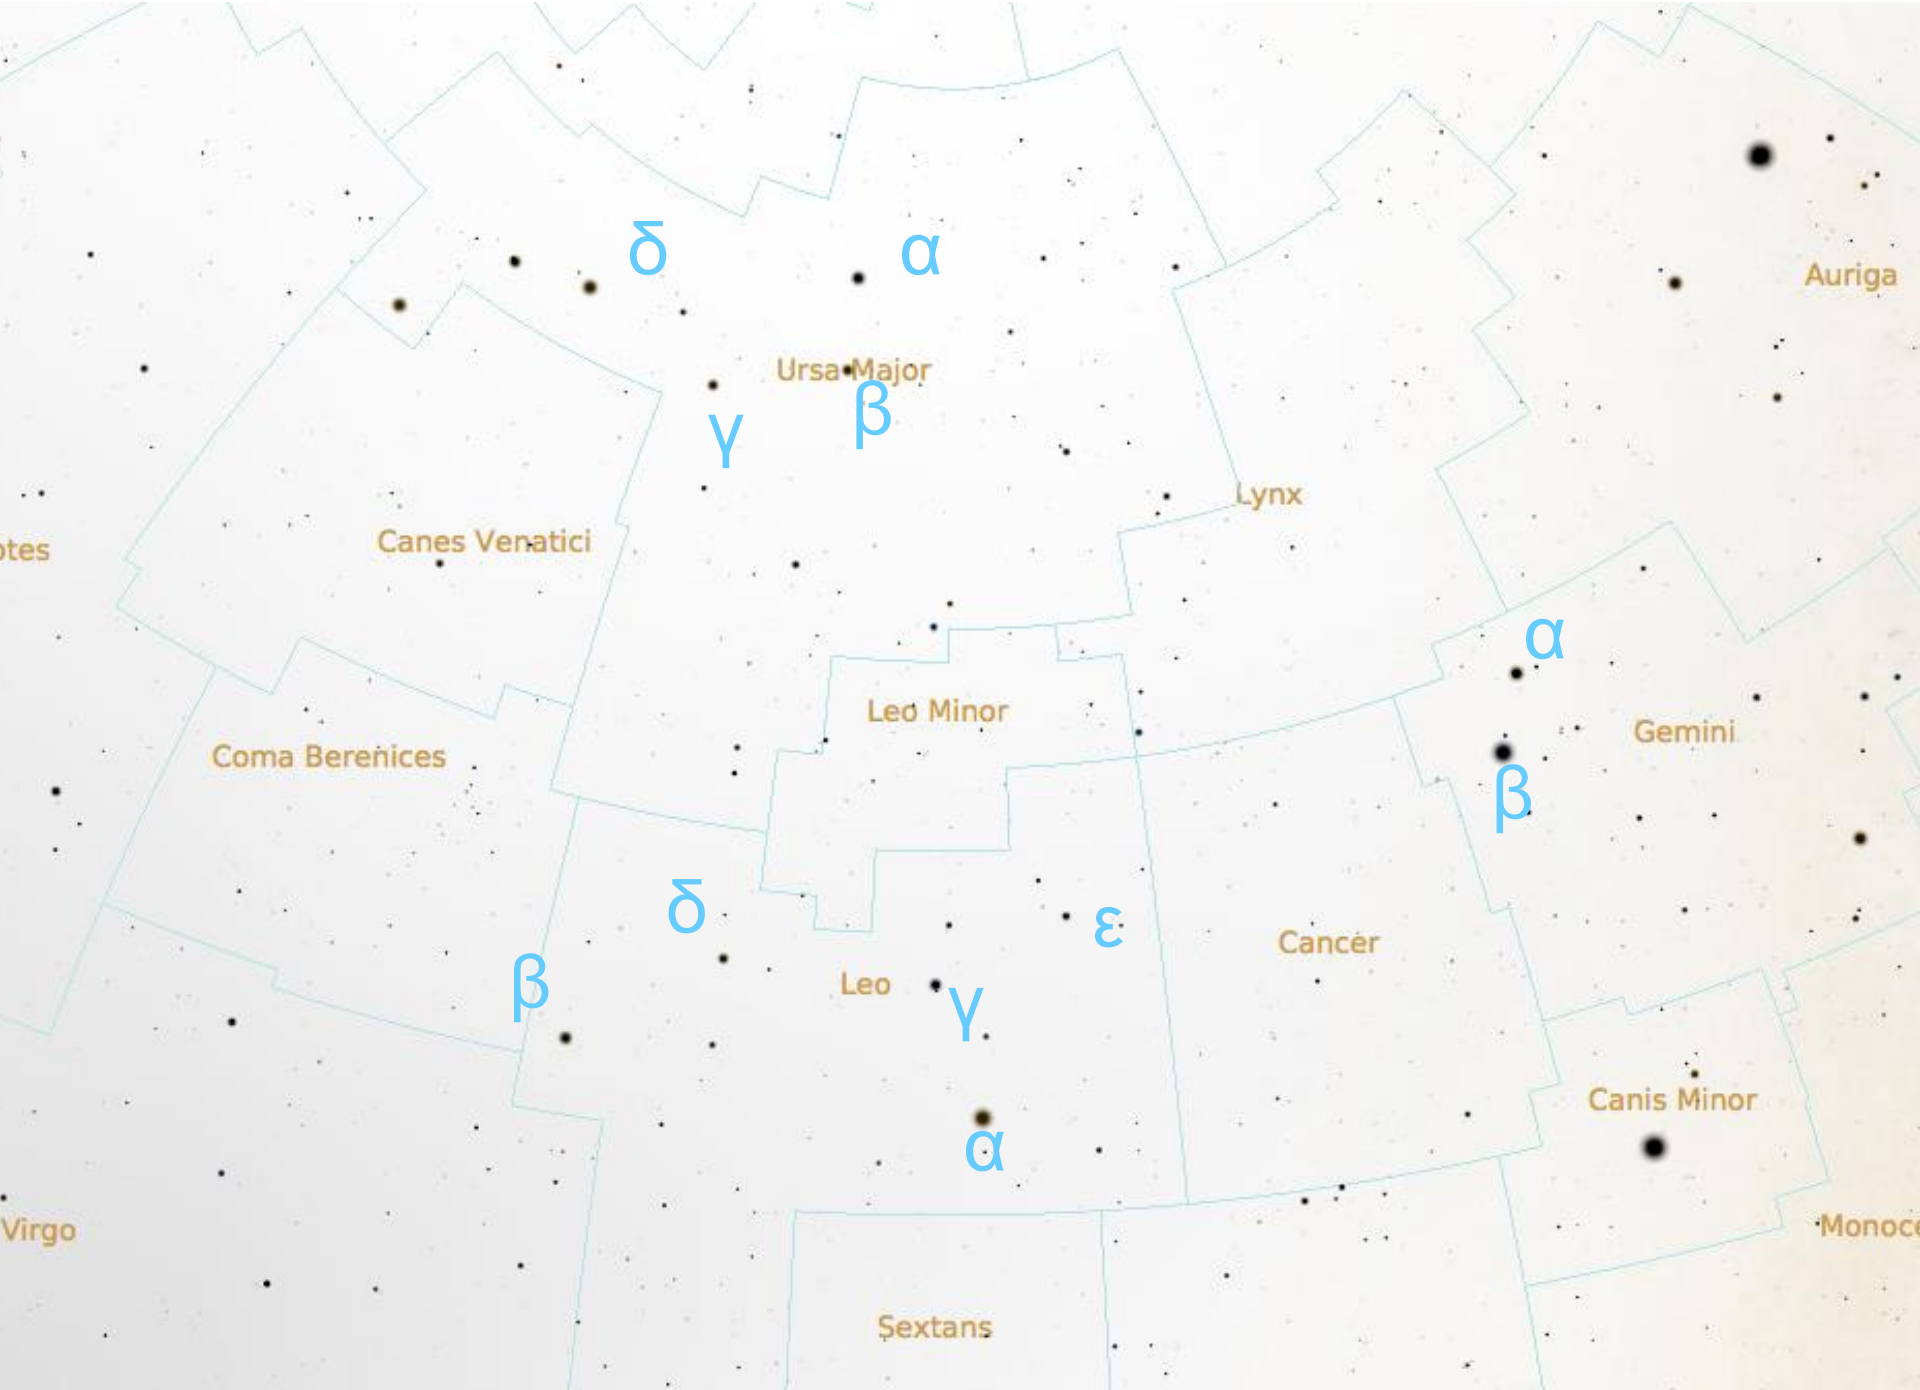 δ
α
Auriga
Ursa Major
β
γ
Lynx
Canes Venatici
otes
α
Leo Minor
Gemini
Coma Berenices
β
δ
ε
Cancer
β
Leo
γ
Canis Minor
α
Virgo
Monoce
Sextans